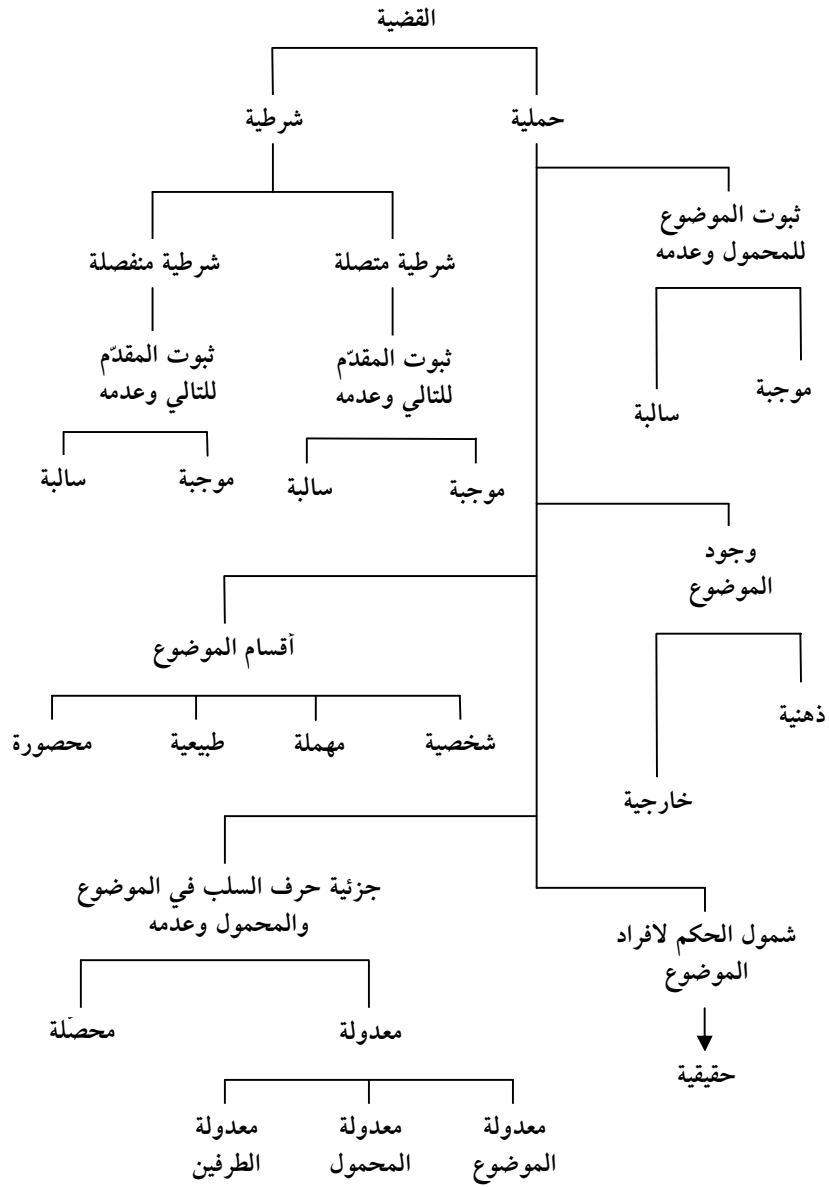 القضية
حملية
شرطية
ثبوت الموضوع
للمحمول وعدمه
موجبة
سالبة
شرطية متصلة
شرطية منفصلة
ثبوت المقدّم
للتالي وعدمه
موجبة
سالبة
ثبوت المقدّم
للتالي وعدمه
موجبة
سالبة
وجود
الموضوع
ذهنية
خارجية
أقسام الموضوع
شخصية
مهملة
طبيعية
محصورة
جزئية حرف السلب في الموضوع
والمحمول وعدمه
معدولة
محصّلة
معدولة
الموضوع
معدولة
المحمول
معدولة
الطرفين
شمول الحكم لأفراد
الموضوع
حقيقية